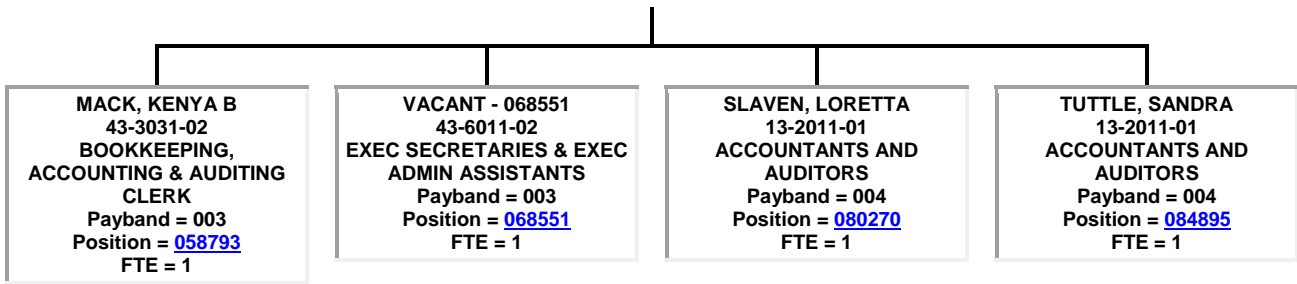 MACK, KENYA B
43-3031-02
BOOKKEEPING,
ACCOUNTING & AUDITING
CLERK
Payband = 003
Position = 058793
FTE = 1
VACANT - 068551
43-6011-02
EXEC SECRETARIES & EXEC
ADMIN ASSISTANTS
Payband = 003
Position = 068551
FTE = 1
SLAVEN, LORETTA
13-2011-01
ACCOUNTANTS AND
AUDITORS
Payband = 004
Position = 080270
FTE = 1
TUTTLE, SANDRA
13-2011-01
ACCOUNTANTS AND
AUDITORS
Payband = 004
Position = 084895
FTE = 1